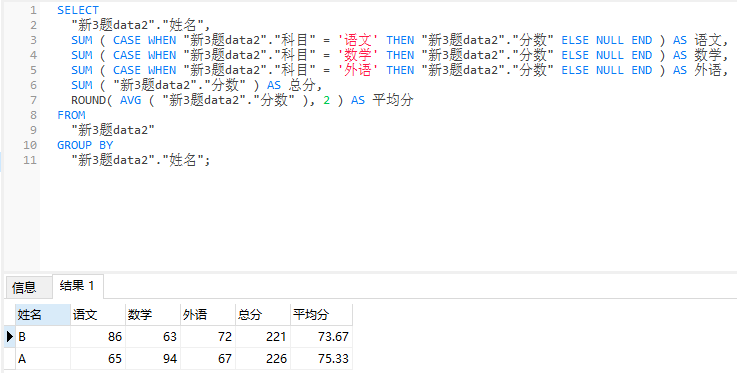 1 SELECT
2 "新3题data2"."姓名",
3 SUM ( CASE WHEN "新3题data2"."科目" = '语文' THEN "新3题data2"."分数" ELSE NULL END ) AS 语文,
4 SUM ( CASE WHEN "新3题data2"."科目" = '数学' THEN "新3题data2"."分数" ELSE NULL END ) AS 数学,
5 SUM ( CASE WHEN "新3题data2"."科目" = '外语' THEN "新3题data2"."分数" ELSE NULL END ) AS 外语,
6 SUM ( "新3题data2"."分数" ) AS 总分,
7 ROUND( AVG ( "新3题data2"."分数" ), 2 ) AS 平均分
8 FROM
9 "新3题data2"
10 GROUP BY
11 "新3题data2"."姓名";
信息 结果 1
姓名 语文 数学 外语 总分 平均分
B 86 63 72 221 73.67
A 65 94 67 226 75.33